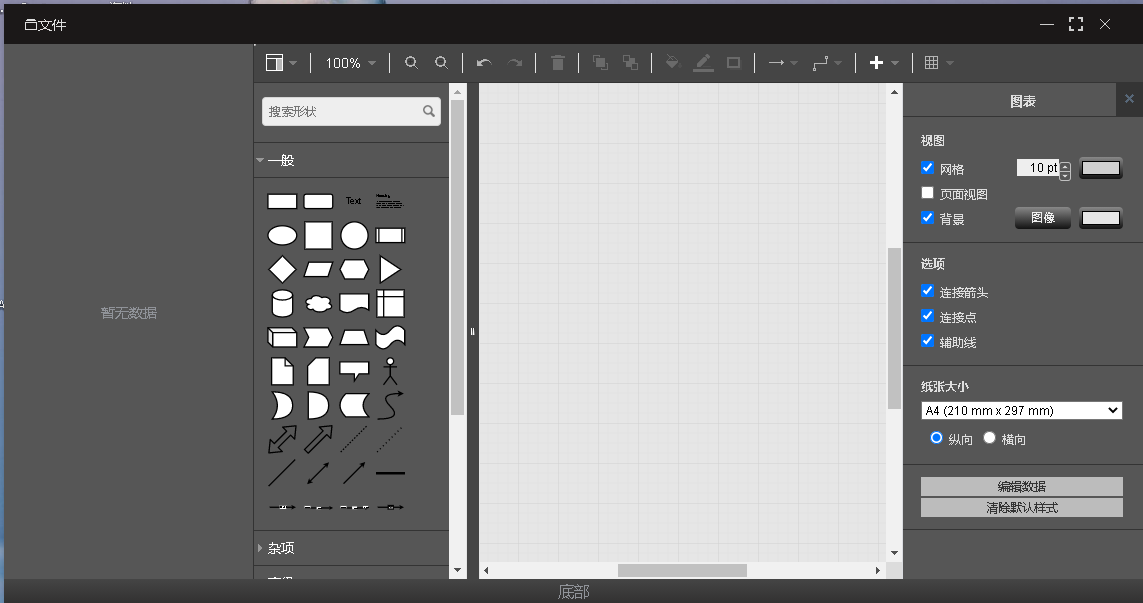 文件
100%
搜索形状
一般
Text
Heading
杂项
暂无数据
图表
视图
网格
10 pt
页面视图
背景
图像
选项
连接箭头
连接点
辅助线
纸张大小
A4 (210 mm x 297 mm)
纵向
横向
编辑数据
清除默认样式
底部